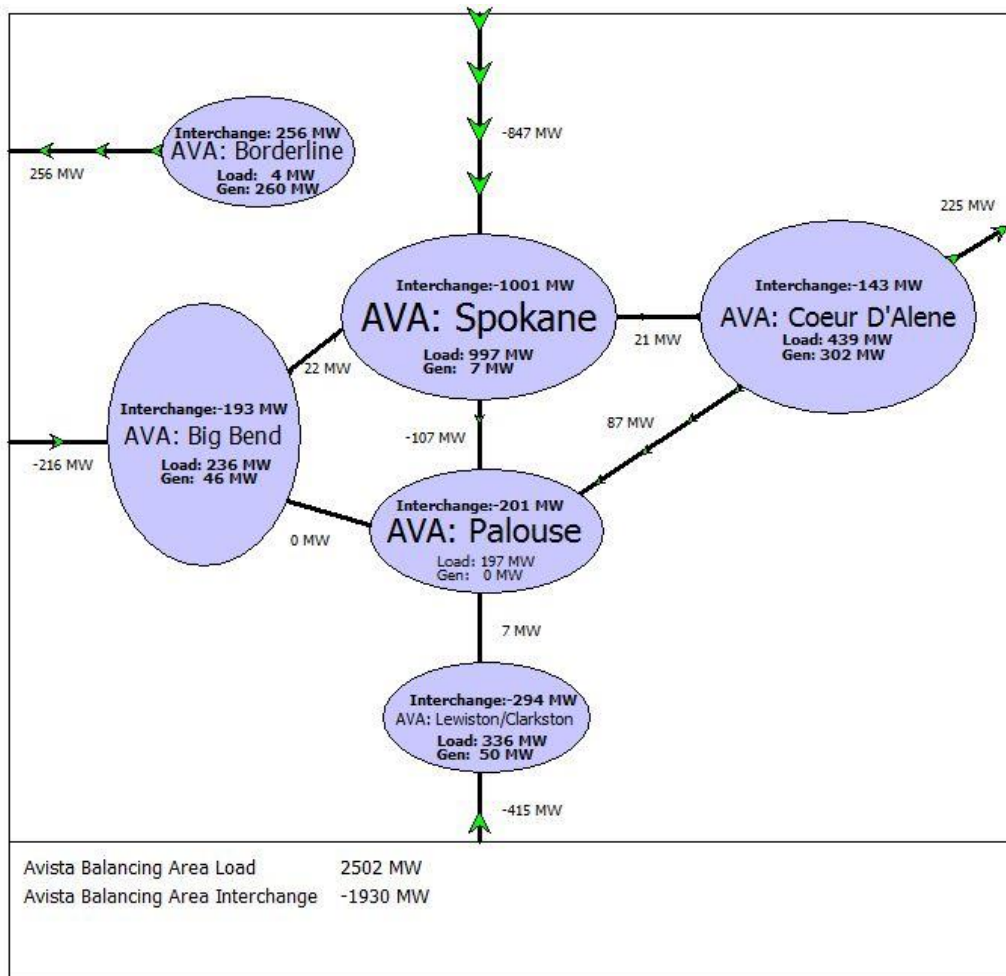 -847 MW
Interchange: 256 MW
AVA: Borderline
Load: 4 MW
Gen: 260 MW
256 MW
225 MW
Interchange:-1001 MW
AVA: Spokane
Load: 997 MW
Gen: 7 MW
Interchange:-143 MW
AVA: Coeur D'Alene
Load: 439 MW
Gen: 302 MW
21 MW
22 MW
Interchange:-193 MW
AVA: Big Bend
Load: 236 MW
Gen: 46 MW
-216 MW
-107 MW
87 MW
Interchange:-201 MW
AVA: Palouse
Load: 197 MW
Gen: 0 MW
0 MW
7 MW
Interchange:-294 MW
AVA: Lewiston/Clarkston
Load: 336 MW
Gen: 50 MW
-415 MW
Avista Balancing Area Load 2502 MW
Avista Balancing Area Interchange -1930 MW